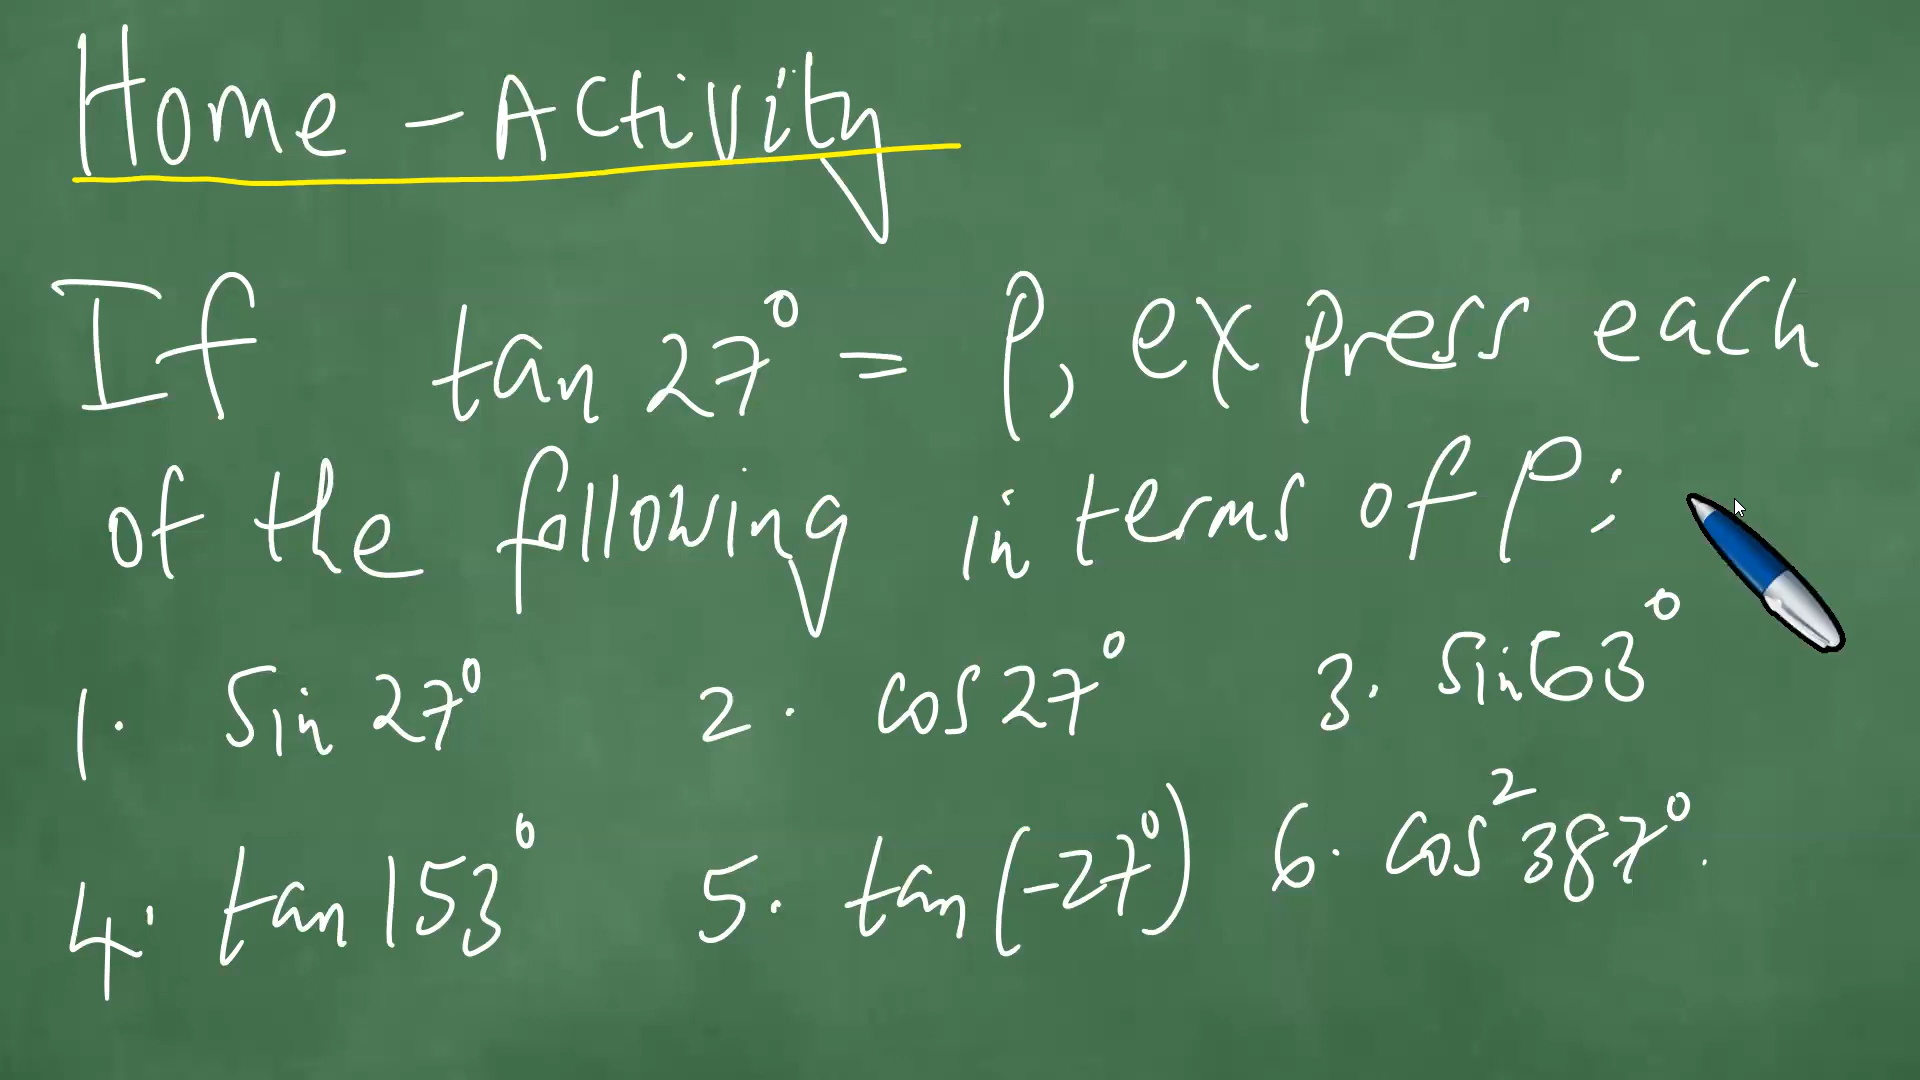 Home - Activity
If tan 27° = P, express each
of the following in terms of P;
1. Sin 27° 2. cos 27° 3. sin 63°
4. tan 153° 5. tan (-27°) 6. cos² 387°.